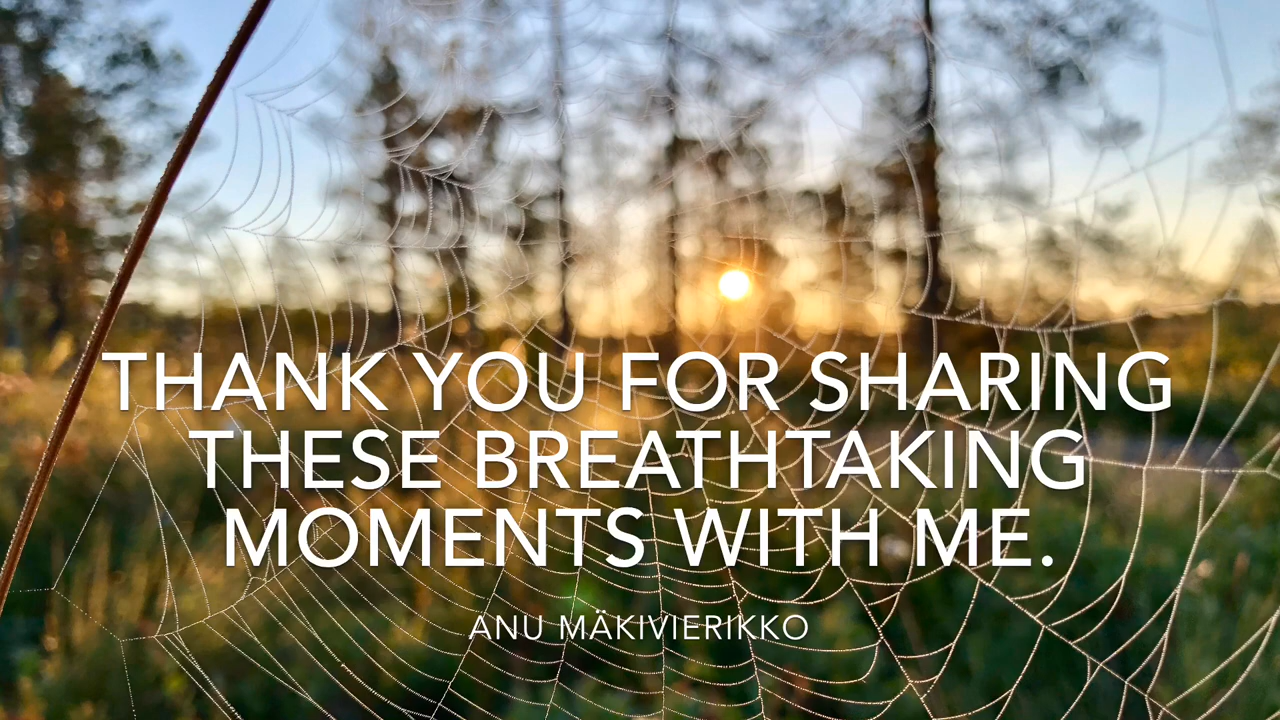 THANK YOU FOR SHARING
THESE BREATHTAKING
MOMENTS WITH ME.
ANU MÄKIVIERIKKO